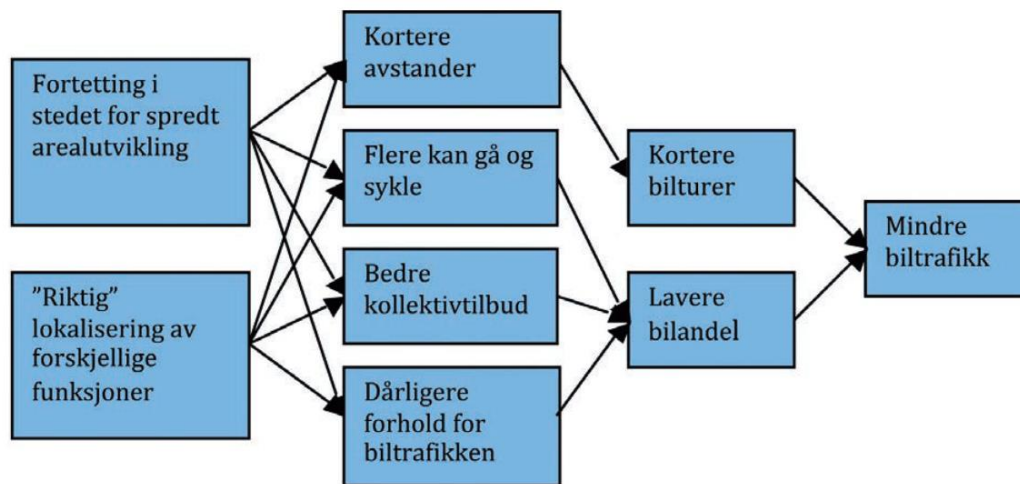 Fortetting i
stedet for spredt
arealutvikling
”Riktig”
lokalisering av
forskjellige
funksjoner
Kortere
avstander
Flere kan gå og
sykle
Bedre
kollektivtilbud
Dårligere
forhold for
biltrafikken
Kortere
bilturer
Lavere
bilandel
Mindre
biltrafikk